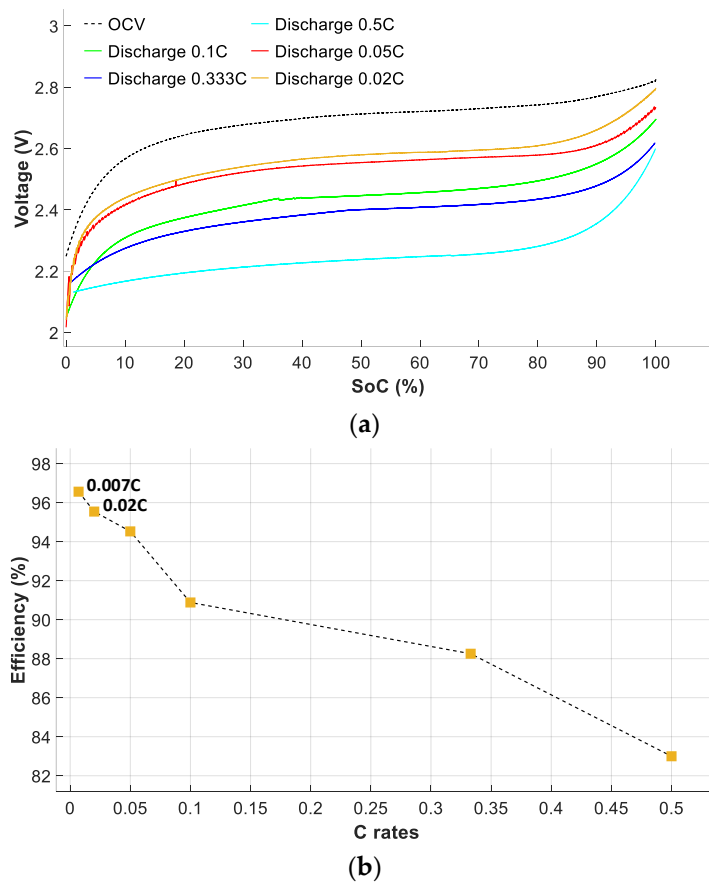 3
OCV
Discharge 0.5C
Discharge 0.1C
Discharge 0.05C
Discharge 0.333C
Discharge 0.02C
2.8
2.6
2.4
2.2
2
Voltage (V)
0 10 20 30 40 50 60 70 80 90 100
SoC (%)
(a)
98
96
94
92
90
88
86
84
82
Efficiency (%)
0.007C
0.02C
0 0.05 0.1 0.15 0.2 0.25 0.3 0.35 0.4 0.45 0.5
C rates
(b)